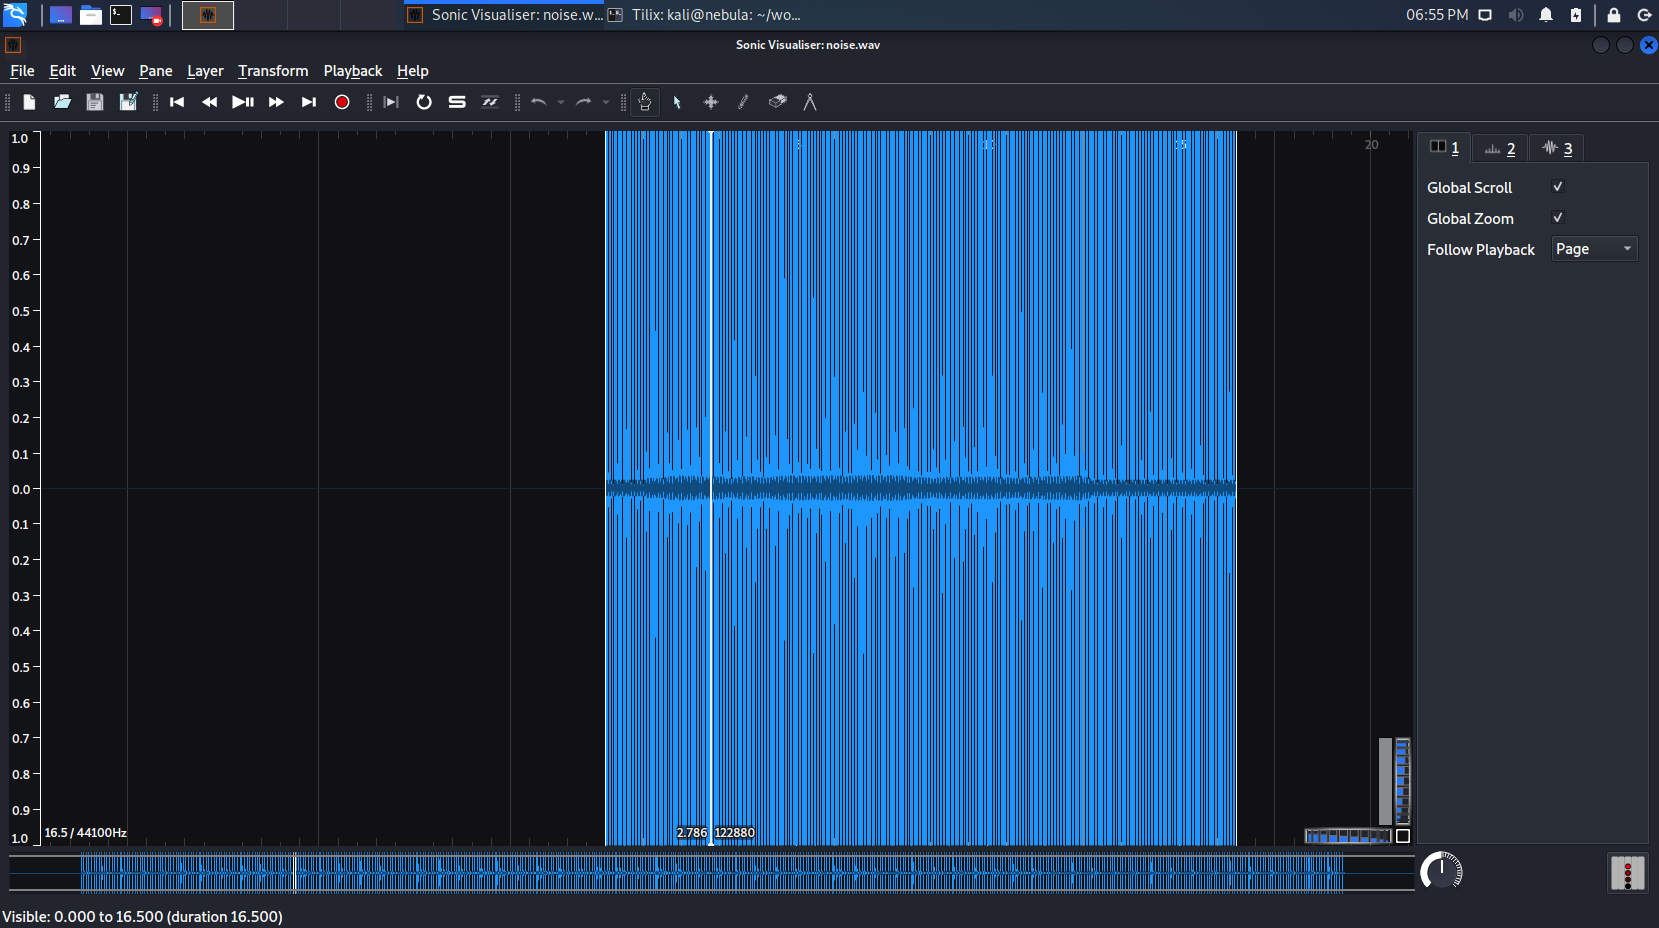 Sonic Visualiser: noise.w...
Tilix: kali@nebula: ~/wo...
06:55 PM
Sonic Visualiser: noise.wav
File Edit View Pane Layer Transform Playback Help
1.0
0.9
0.8
0.7
0.6
0.5
0.4
0.3
0.2
0.1
0.0
0.1
0.2
0.3
0.4
0.5
0.6
0.7
0.8
0.9
1.0
5 10 15 20
16.5 / 44100Hz
2.786 122880
1 2 3
Global Scroll
Global Zoom
Follow Playback Page
Visible: 0.000 to 16.500 (duration 16.500)